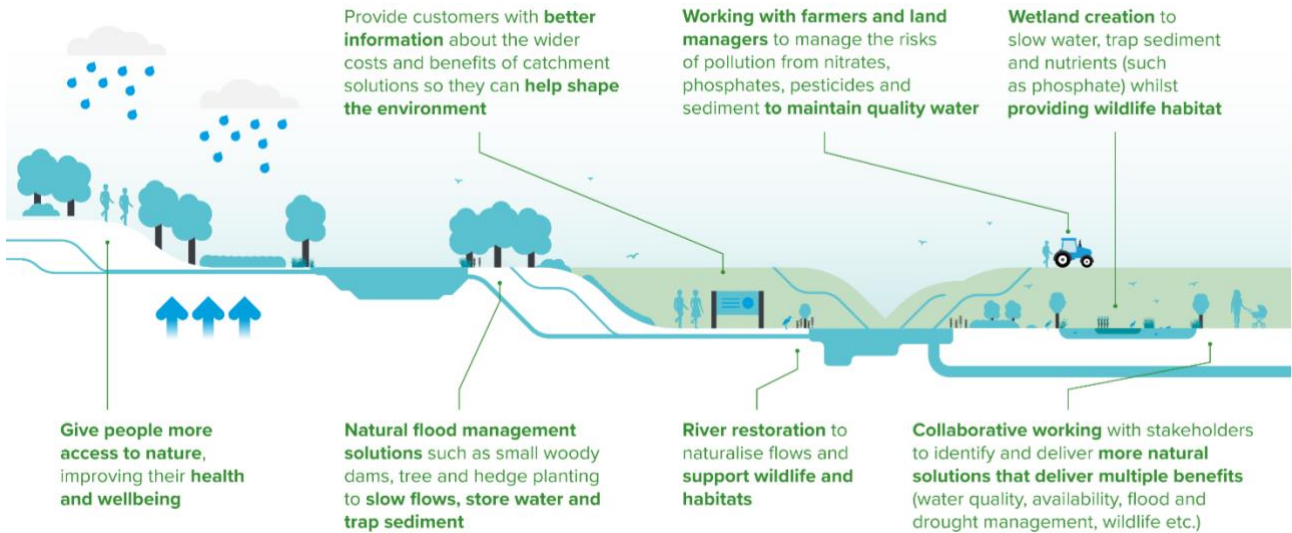 Provide customers with better
information about the wider
costs and benefits of catchment
solutions so they can help shape
the environment
Working with farmers and land
managers to manage the risks
of pollution from nitrates,
phosphates, pesticides and
sediment to maintain quality water
Wetland creation to
slow water, trap sediment
and nutrients (such
as phosphate) whilst
providing wildlife habitat
Give people more
access to nature,
improving their health
and wellbeing
Natural flood management
solutions such as small woody
dams, tree and hedge planting
to slow flows, store water and
trap sediment
River restoration to
naturalise flows and
support wildlife and
habitats
Collaborative working with stakeholders
to identify and deliver more natural
solutions that deliver multiple benefits
(water quality, availability, flood and
drought management, wildlife etc.)